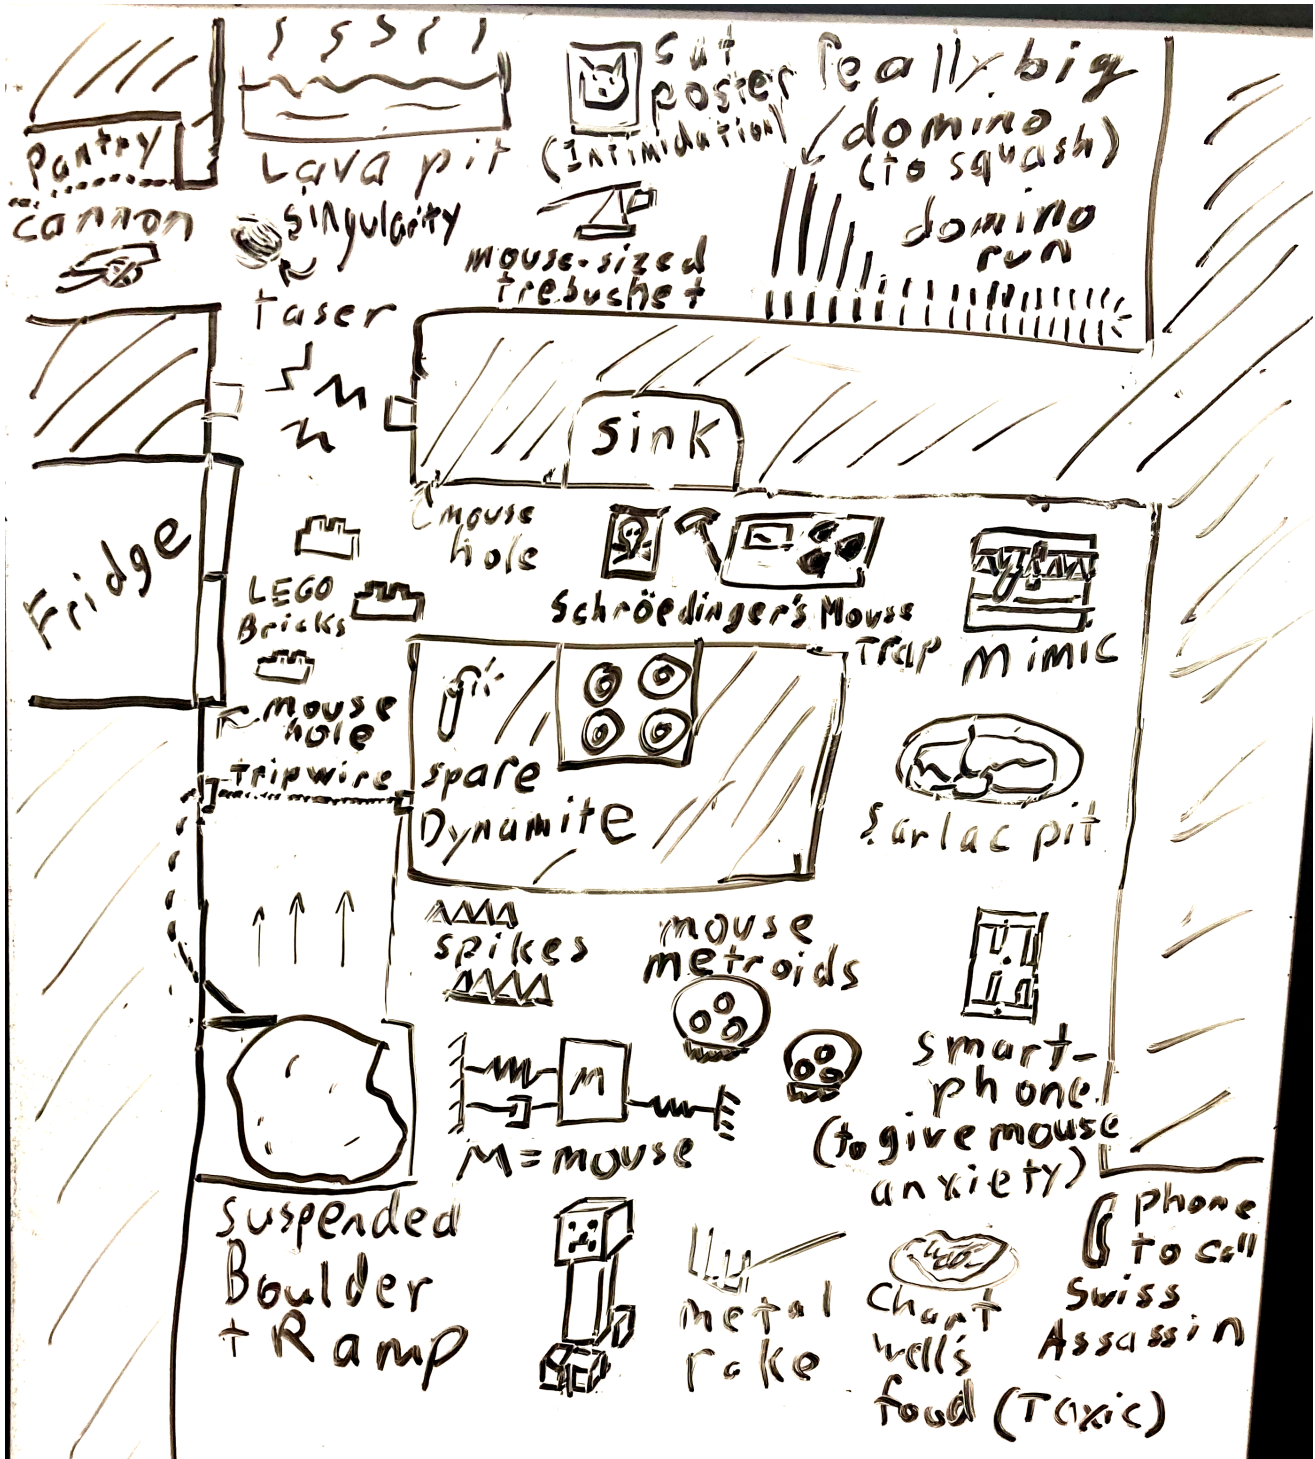 Pantry
cannon
Lava pit
singularity
taser
cat
poster
(Intimidation)
mouse-sized
trebuchet
really big
domino
(to squash)
domino
run
sink
Fridge
mouse
hole
LEGO
Bricks
Schröedinger's Mouse
Trap
mimic
mouse
hole
tripwire
spare
Dynamite
Sarlac pit
spikes
mouse
metroids
M
M=mouse
smart-
phone
(to give mouse
anxiety)
suspended
Boulder
+ Ramp
metal
rake
Chart
well's
food (Toxic)
phone
to call
Swiss
Assassin